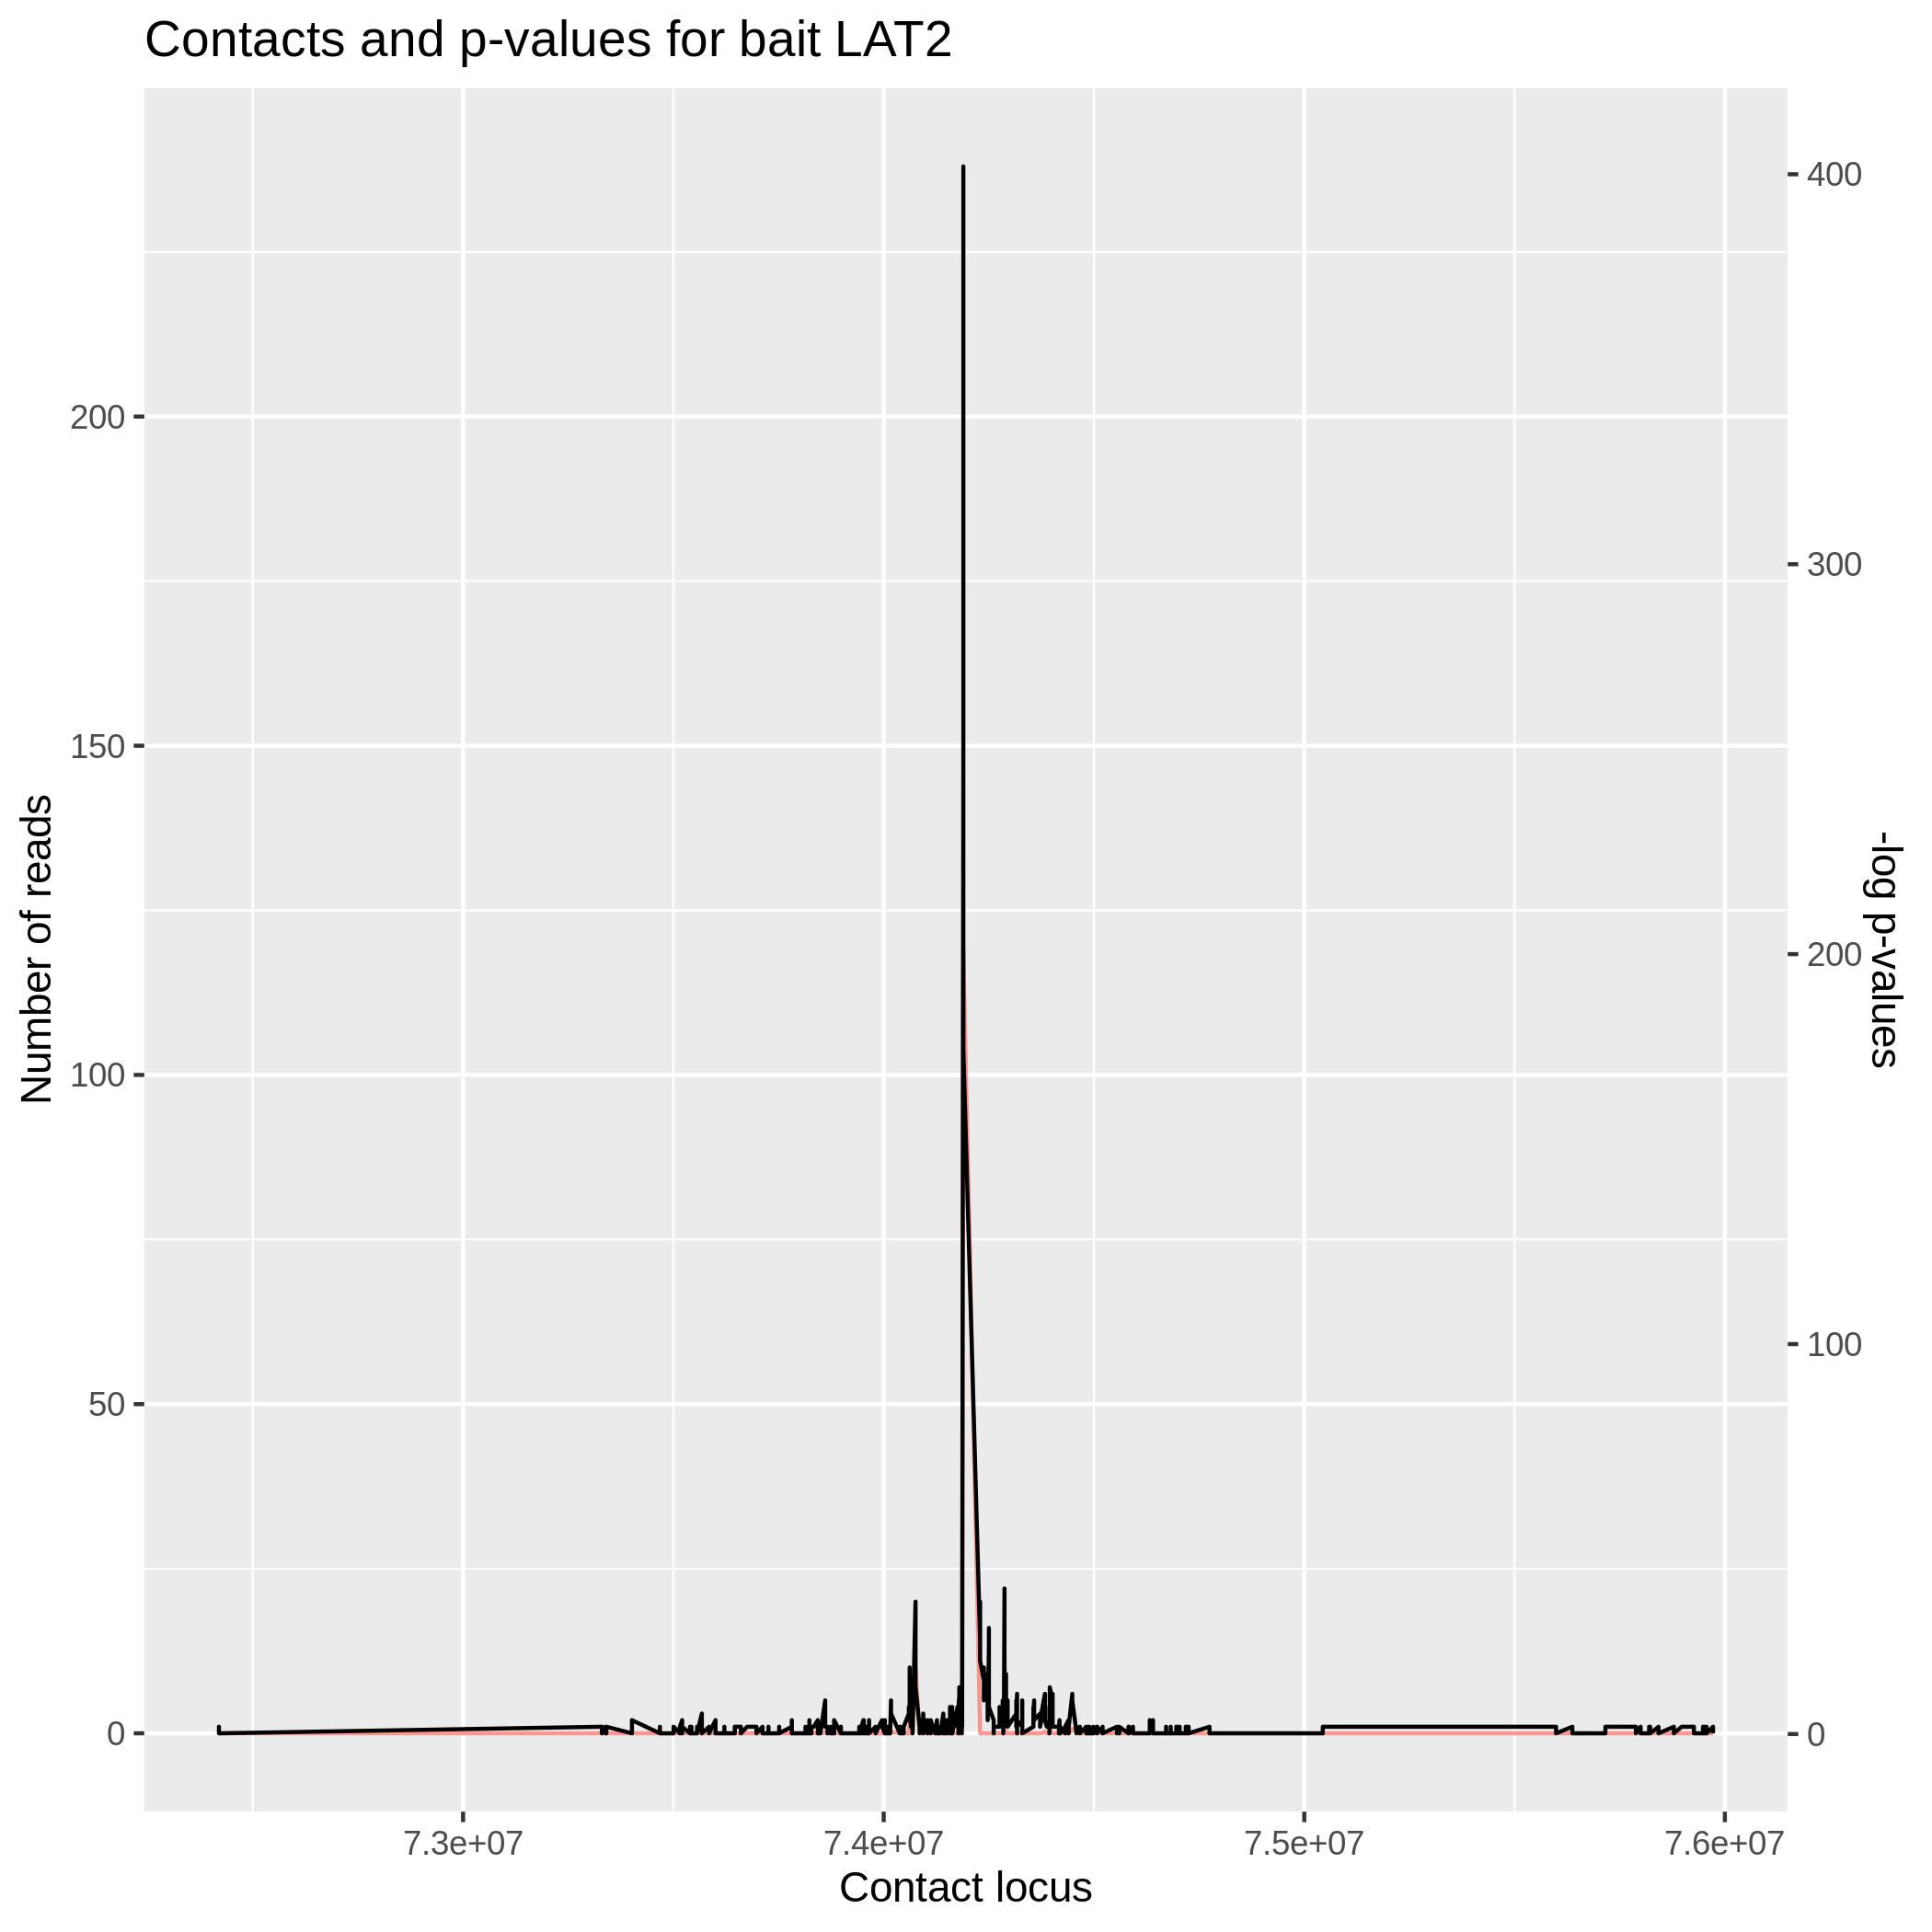 Contacts and p-values for bait LAT2
Number of reads
200
150
100
50
0
400
300
200
100
0
-log p-values
7.3e+07
7.4e+07
7.5e+07
7.6e+07
Contact locus